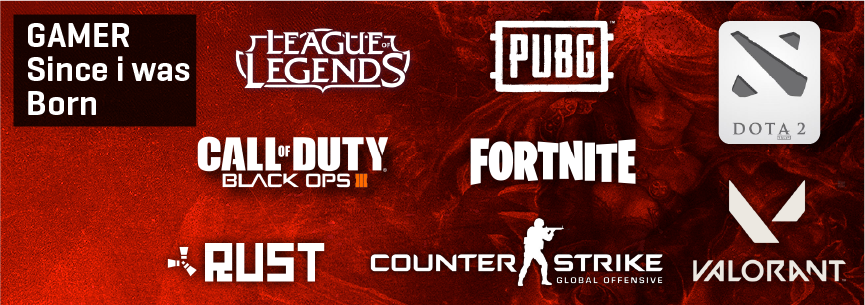 GAMER
Since i was
Born
LEAGUE OF
LEGENDS
PUBG
DOTA 2
CALL OF DUTY
BLACK OPS III
FORTNITE
RUST
COUNTER STRIKE
GLOBAL OFFENSIVE
VALORANT